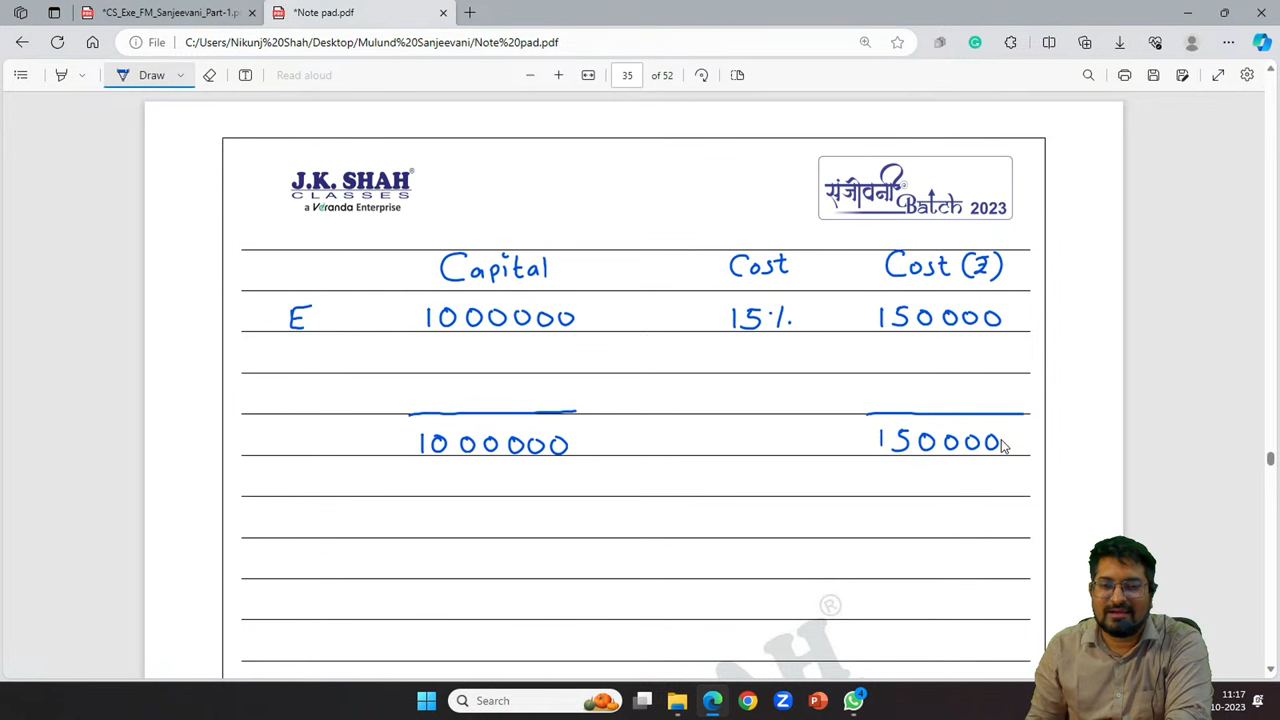 *CS_Exe_FM_Sanjeevani_Part-1.p
*Note pad.pdf
File C:/Users/Nikunj%20Shah/Desktop/Mulund%20Sanjeevani/Note%20pad.pdf
Draw Read aloud 35 of 52
J.K. SHAH®
CLASSES
a Veranda Enterprise
संजीवनी
Batch 2023
Capital Cost Cost (₹)
E 1000000 15% 150000
1000000 150000
®
AH
Search
4
11:17
-10-2023